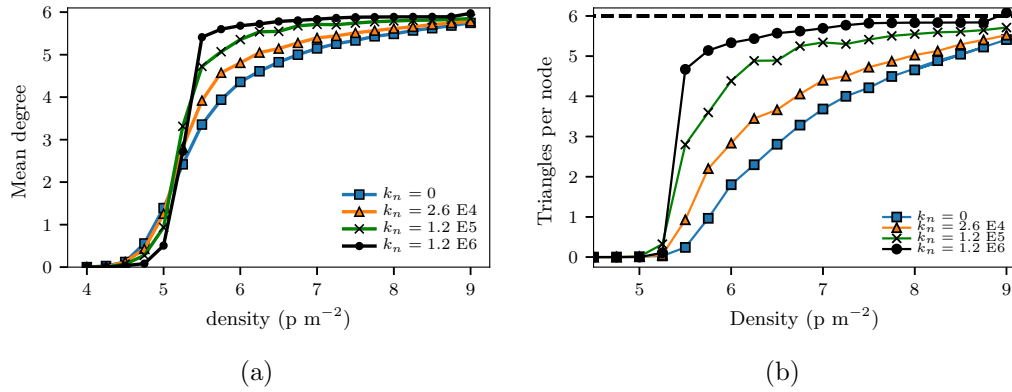 6
5
4
3
2
1
0
Mean degree
4
5
6
7
8
9
density (p m⁻²)
kₙ = 0
kₙ = 2.6 E4
kₙ = 1.2 E5
kₙ = 1.2 E6
(a)
6
5
4
3
2
1
0
Triangles per node
5
6
7
8
9
Density (p m⁻²)
kₙ = 0
kₙ = 2.6 E4
kₙ = 1.2 E5
kₙ = 1.2 E6
(b)